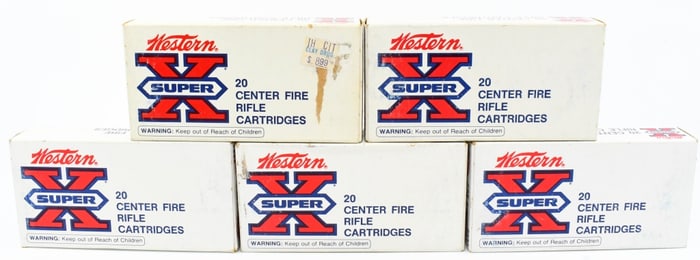 Western
X
SUPER
20
CENTER FIRE
RIFLE
CARTRIDGES
WARNING: Keep out of Reach of Children
TH CIT
$ .899
Western
X
SUPER
20
CENTER FIRE
RIFLE
CARTRIDGES
WARNING: Keep out of Reach of Children
Western
X
SUPER
20
CENTER FIRE
RIFLE
CARTRIDGES
WARNING: Keep out of Reach of Children
Western
X
SUPER
20
CENTER FIRE
RIFLE
CARTRIDGES
WARNING: Keep out of Reach of Children
Western
X
SUPER
20
CENTER FIRE
RIFLE
CARTRIDGES
WARNING: Keep out of Reach of Children